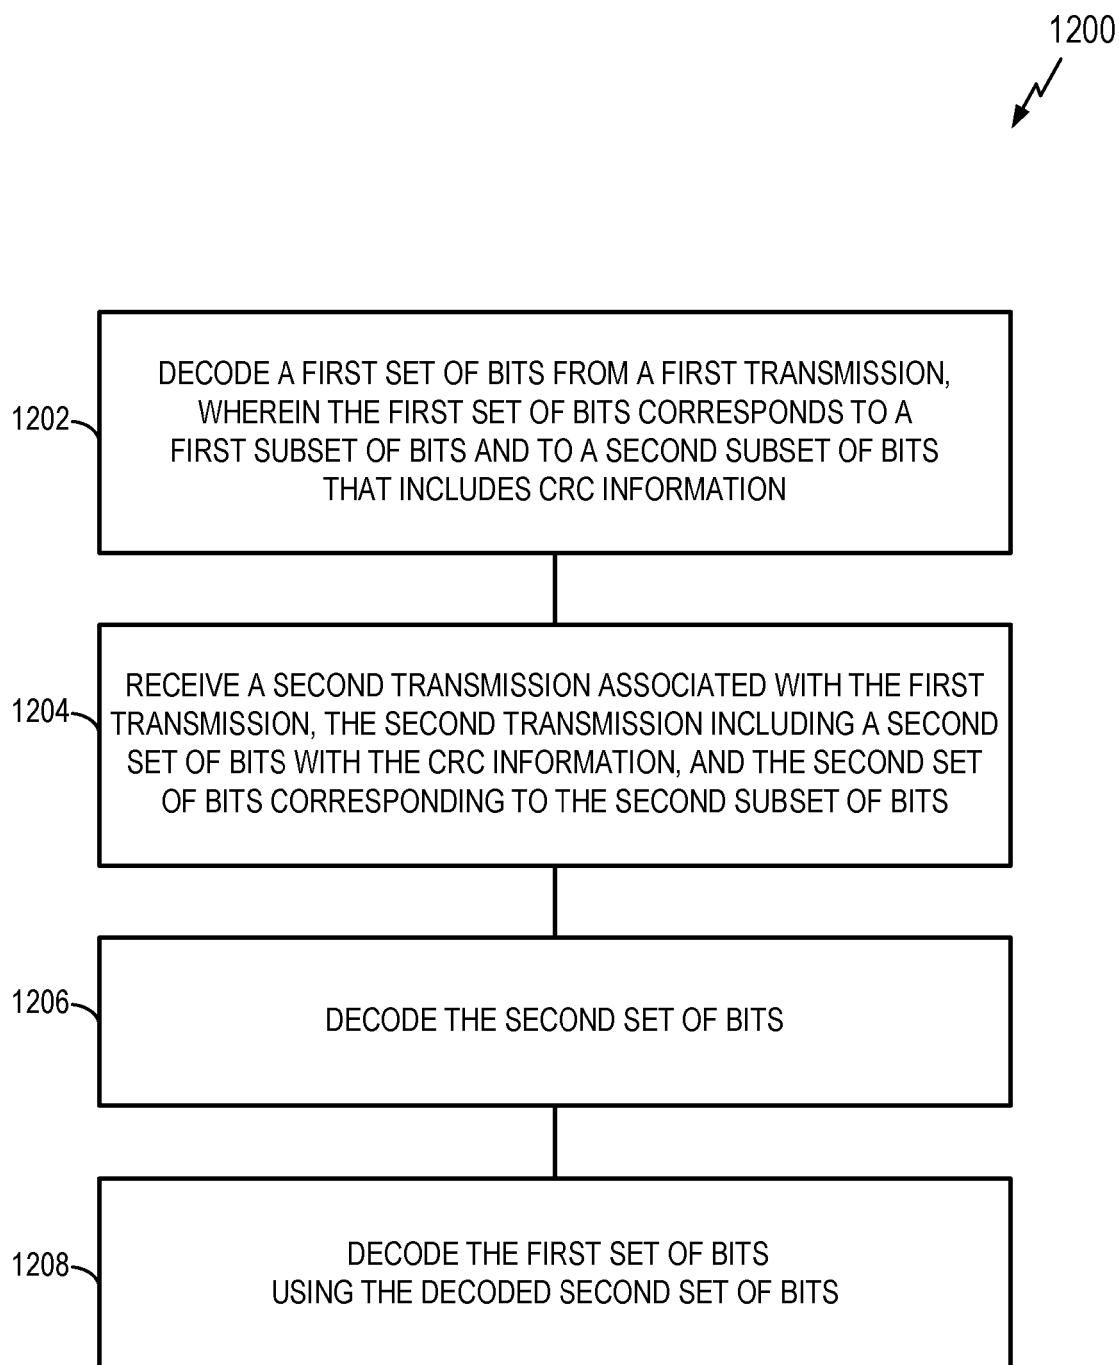 1200
1202
DECODE A FIRST SET OF BITS FROM A FIRST TRANSMISSION,
WHEREIN THE FIRST SET OF BITS CORRESPONDS TO A
FIRST SUBSET OF BITS AND TO A SECOND SUBSET OF BITS
THAT INCLUDES CRC INFORMATION
1204
RECEIVE A SECOND TRANSMISSION ASSOCIATED WITH THE FIRST
TRANSMISSION, THE SECOND TRANSMISSION INCLUDING A SECOND
SET OF BITS WITH THE CRC INFORMATION, AND THE SECOND SET
OF BITS CORRESPONDING TO THE SECOND SUBSET OF BITS
1206
DECODE THE SECOND SET OF BITS
1208
DECODE THE FIRST SET OF BITS
USING THE DECODED SECOND SET OF BITS